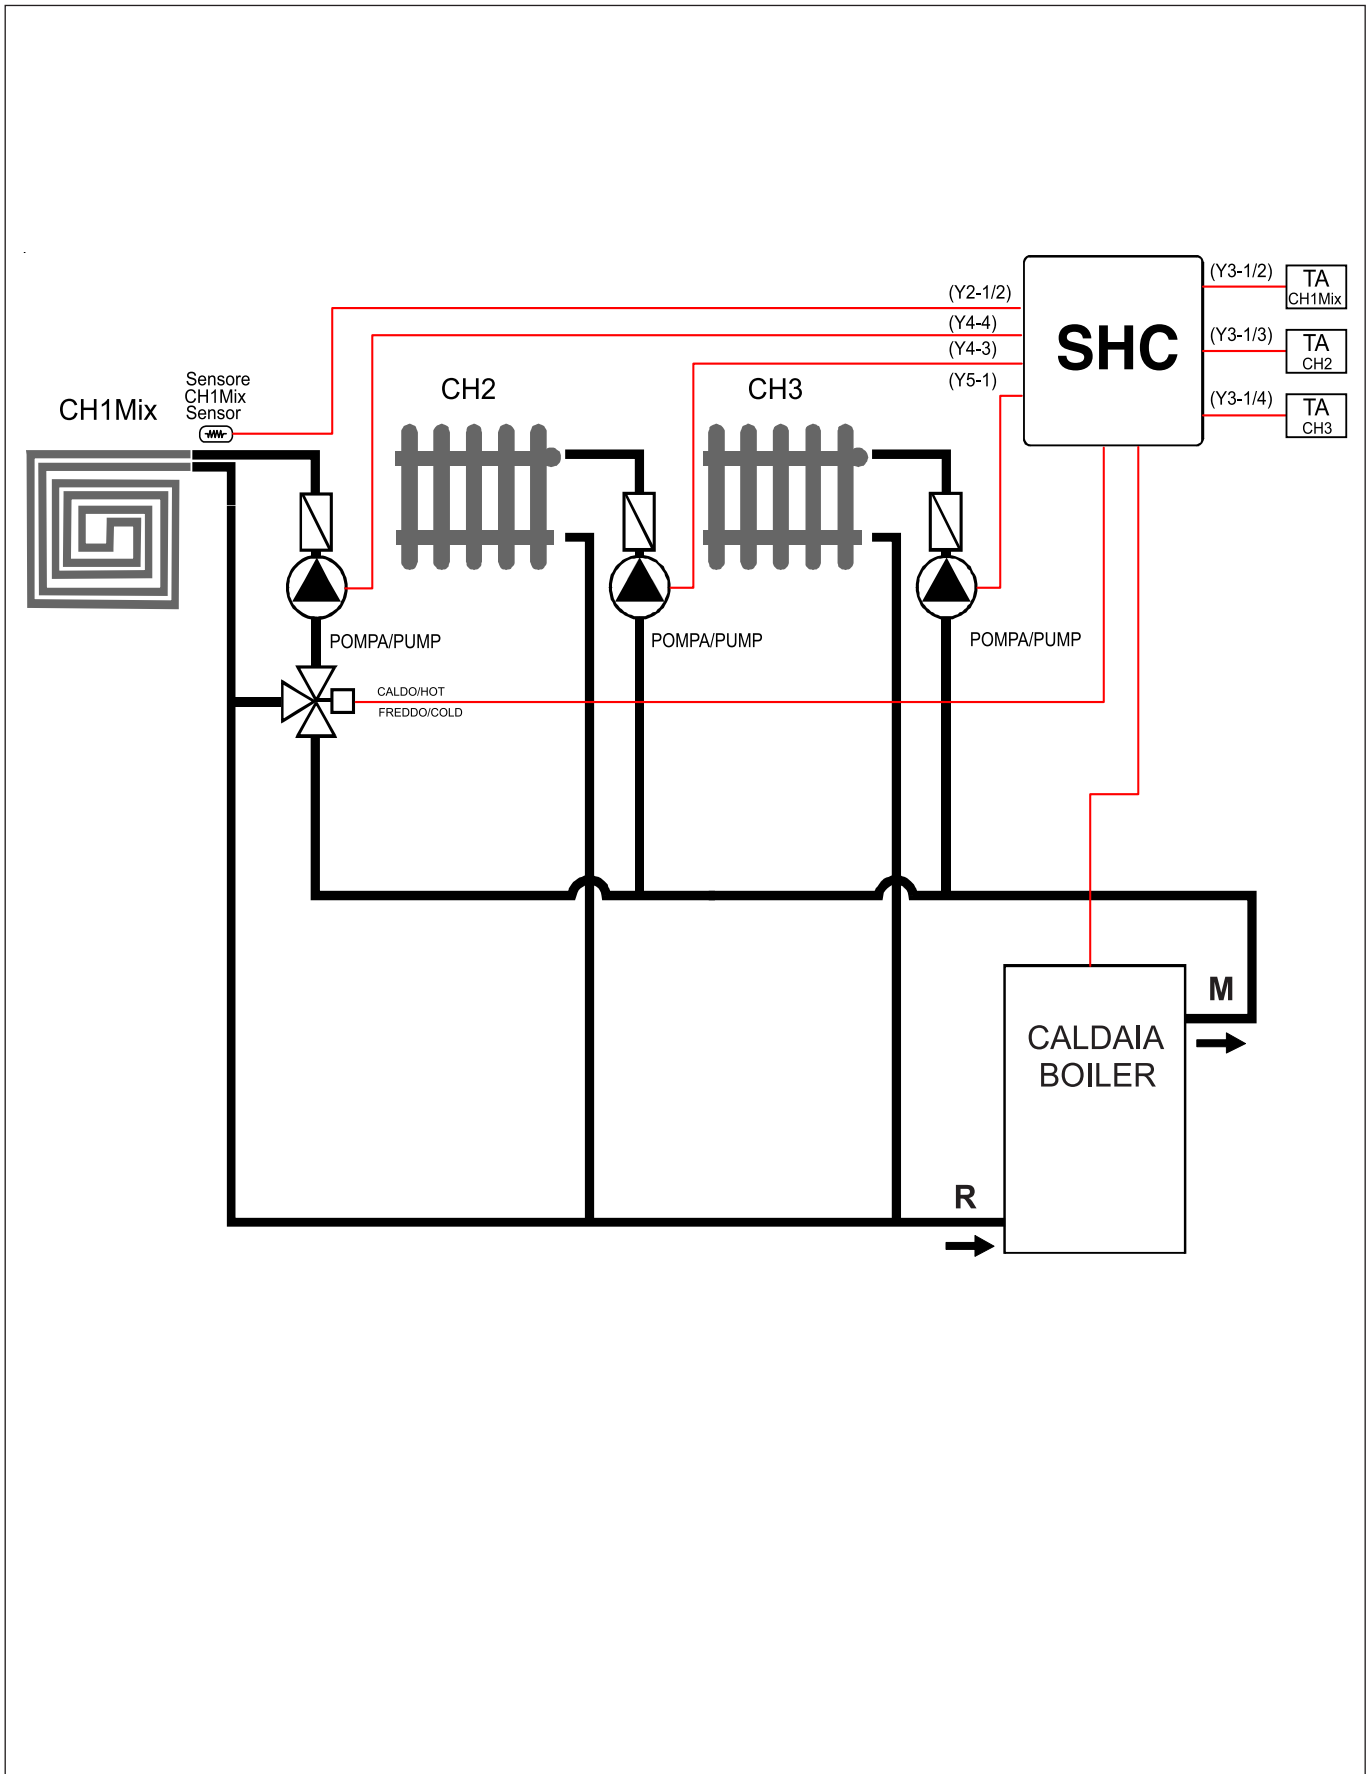 (Y2-1/2)
(Y4-4)
(Y4-3)
(Y5-1)
SHC
(Y3-1/2)
TA
CH1Mix
(Y3-1/3)
TA
CH2
(Y3-1/4)
TA
CH3
CH1Mix
Sensore
CH1Mix
Sensor
CH2
CH3
POMPA/PUMP
POMPA/PUMP
POMPA/PUMP
CALDO/HOT
FREDDO/COLD
M
CALDAIA
BOILER
R